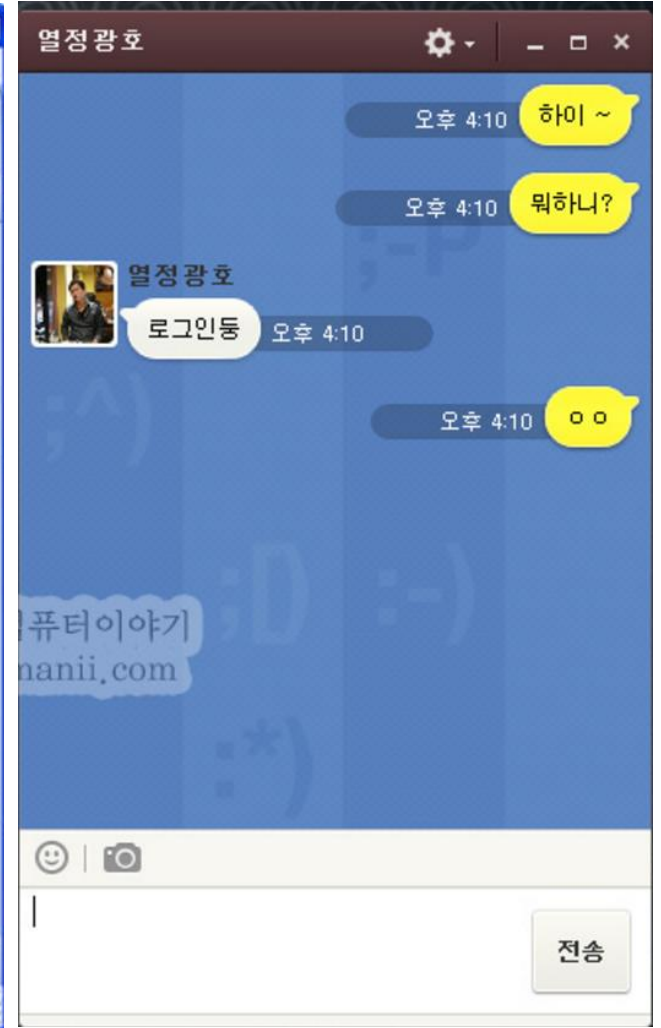 열정광호
오후 4:10 하이 ~
오후 4:10 뭐하니?
;-P
열정광호
로그인둥 오후 4:10
;^)
오후 4:10 ㅇㅇ
;D :-)
퓨터이야기
manii.com
:*)
전송